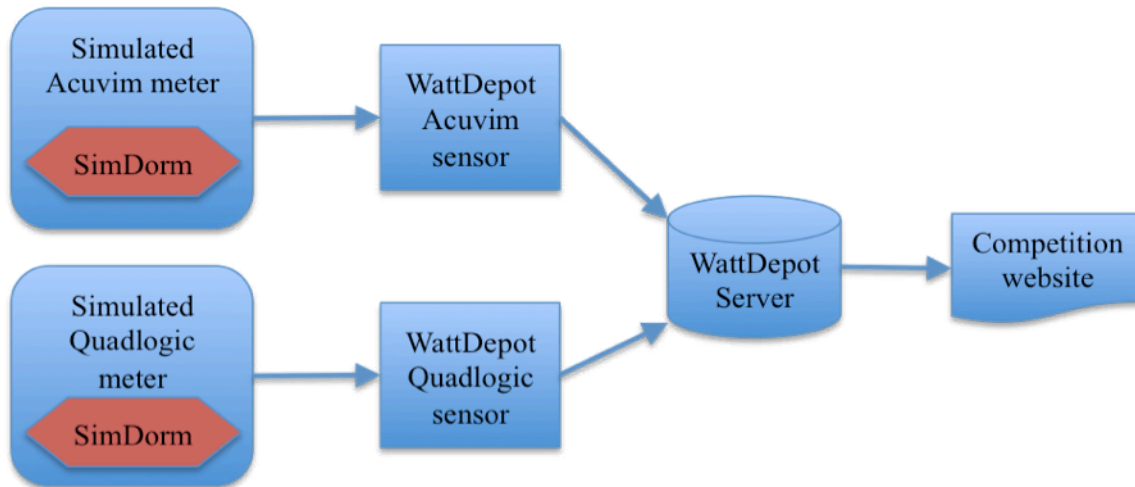 Simulated
Acuvim meter
SimDorm
WattDepot
Acuvim
sensor
Simulated
Quadlogic
meter
SimDorm
WattDepot
Quadlogic
sensor
WattDepot
Server
Competition
website